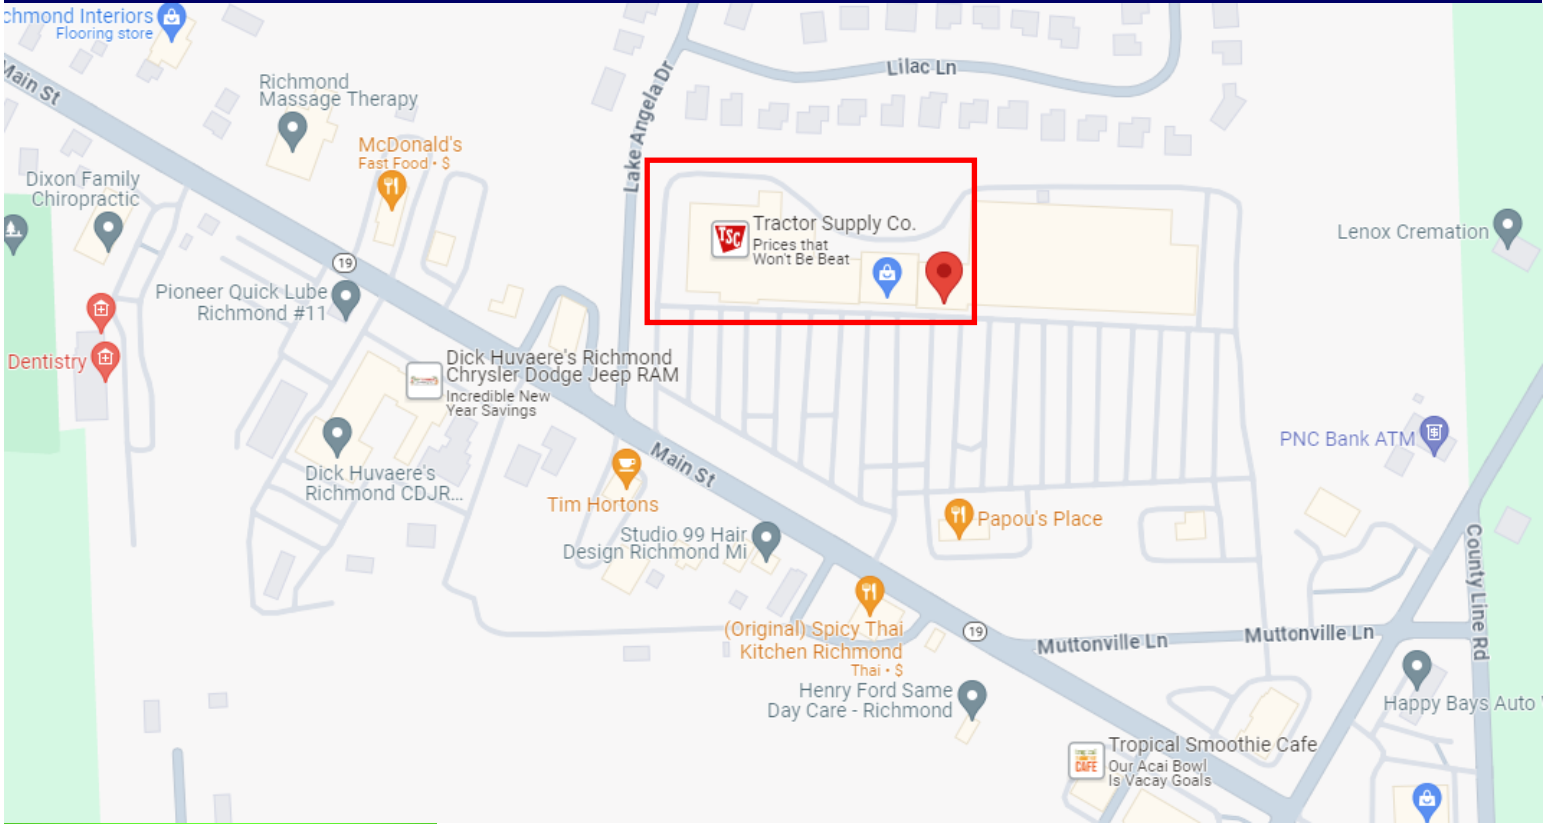 chmond Interiors
Flooring store
Main St
Richmond
Massage Therapy
McDonald's
Fast Food • $
Lake Angela Dr
Lilac Ln
Dixon Family
Chiropractic
Tractor Supply Co.
Prices that
Won't Be Beat
TSC
Lenox Cremation
19
Pioneer Quick Lube
Richmond #11
Dentistry
Dick Huvaere's Richmond
Chrysler Dodge Jeep RAM
Incredible New
Year Savings
Dick Huvaere's
Richmond CDJR...
Main St
Tim Hortons
PNC Bank ATM
Papou's Place
Studio 99 Hair
Design Richmond Mi
County Line Rd
(Original) Spicy Thai
Kitchen Richmond
Thai • $
19
Muttonville Ln
Muttonville Ln
Henry Ford Same
Day Care - Richmond
Happy Bays Auto
Tropical Smoothie Cafe
Our Acai Bowl
Is Vacay Goals
CAFE